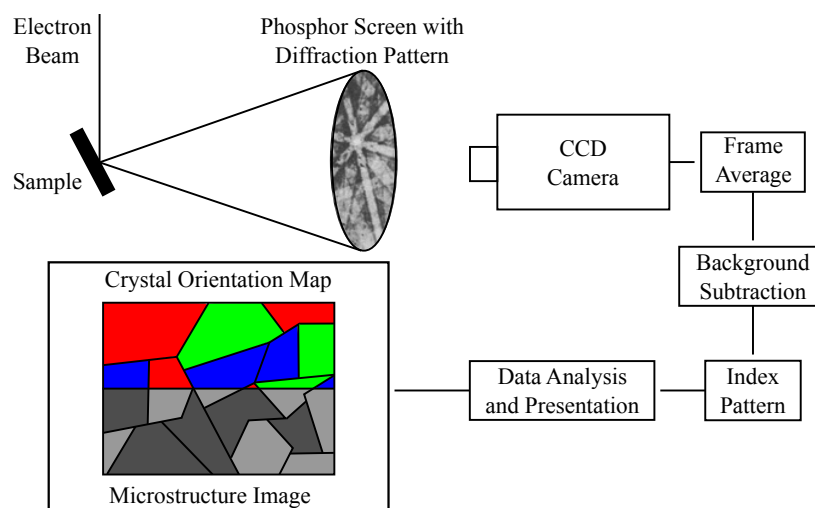 Electron
Beam
Phosphor Screen with
Diffraction Pattern
Sample
CCD
Camera
Frame
Average
Background
Subtraction
Index
Pattern
Data Analysis
and Presentation
Crystal Orientation Map
Microstructure Image